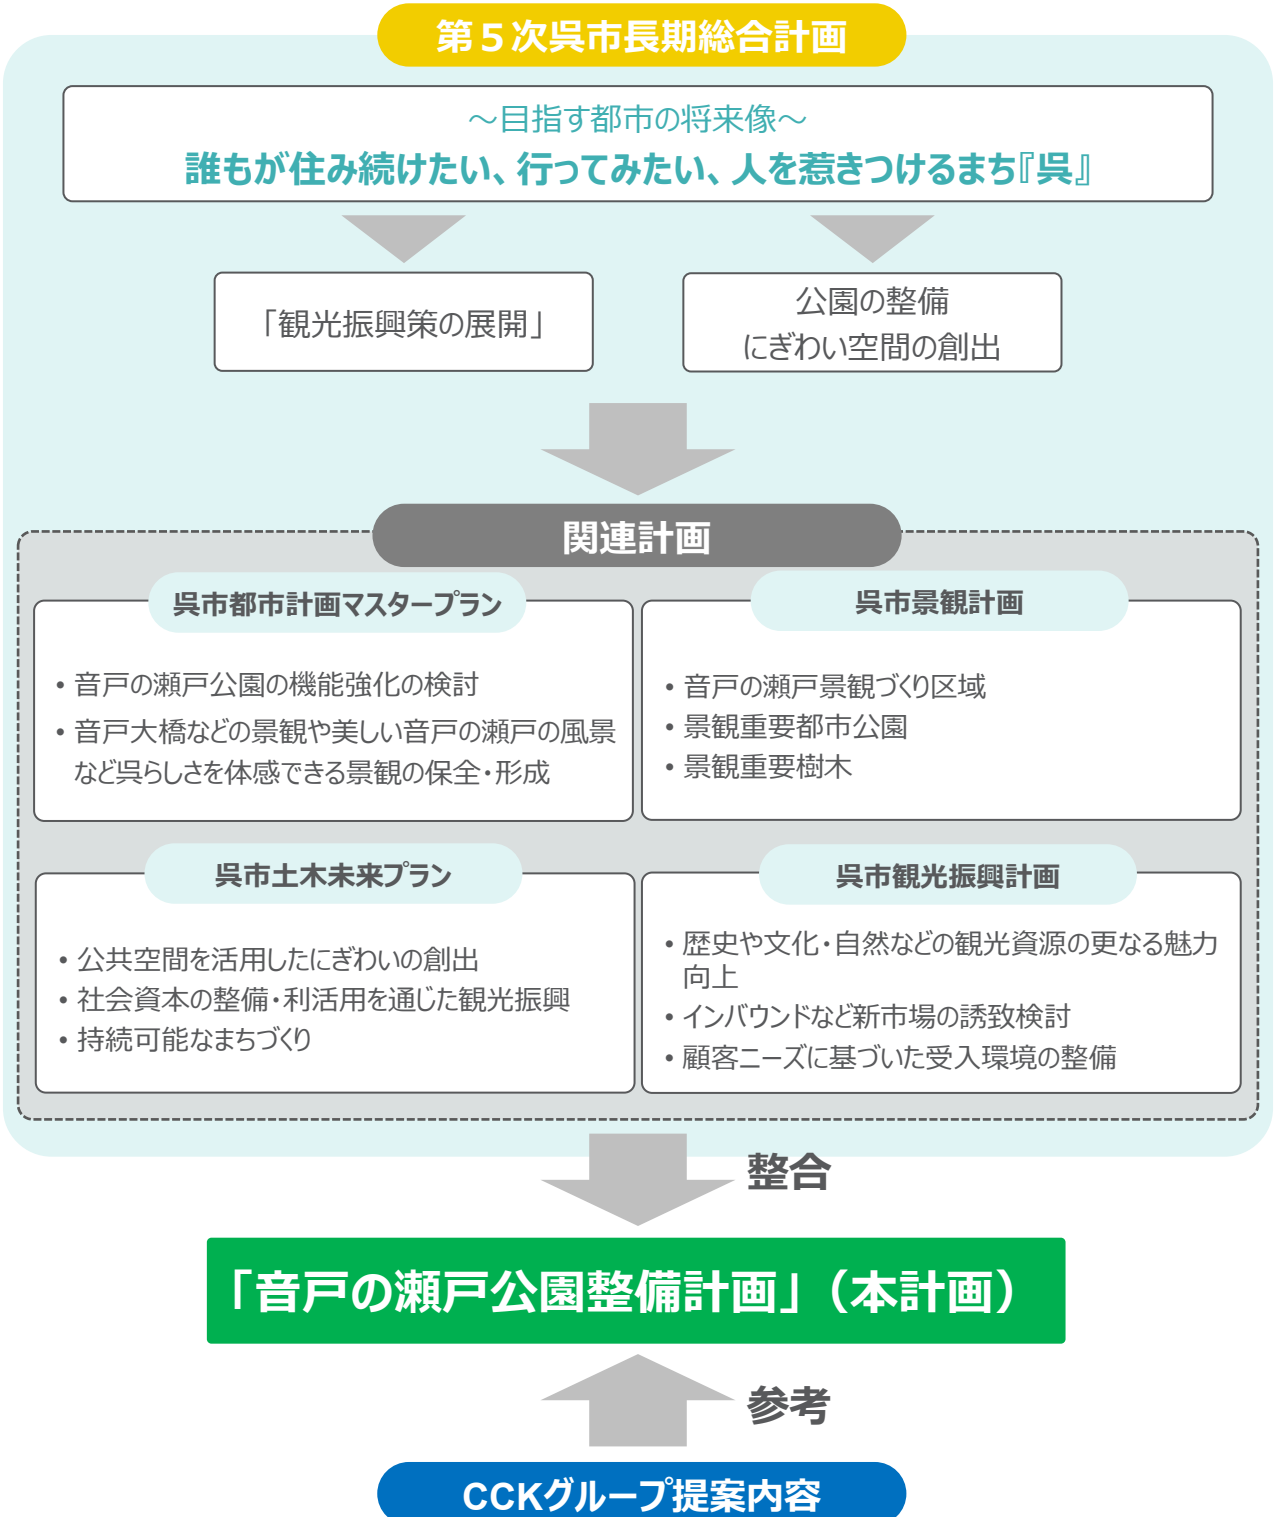 第５次呉市長期総合計画
～目指す都市の将来像～
誰もが住み続けたい、行ってみたい、人を惹きつけるまち『呉』
「観光振興策の展開」
公園の整備
にぎわい空間の創出
関連計画
呉市都市計画マスタープラン
• 音戸の瀬戸公園の機能強化の検討
• 音戸大橋などの景観や美しい音戸の瀬戸の風景
など呉らしさを体感できる景観の保全・形成
呉市景観計画
• 音戸の瀬戸景観づくり区域
• 景観重要都市公園
• 景観重要樹木
呉市土木未来プラン
• 公共空間を活用したにぎわいの創出
• 社会資本の整備・利活用を通じた観光振興
• 持続可能なまちづくり
呉市観光振興計画
• 歴史や文化・自然などの観光資源の更なる魅力
向上
• インバウンドなど新市場の誘致検討
• 顧客ニーズに基づいた受入環境の整備
整合
「音戸の瀬戸公園整備計画」（本計画）
参考
CCKグループ提案内容